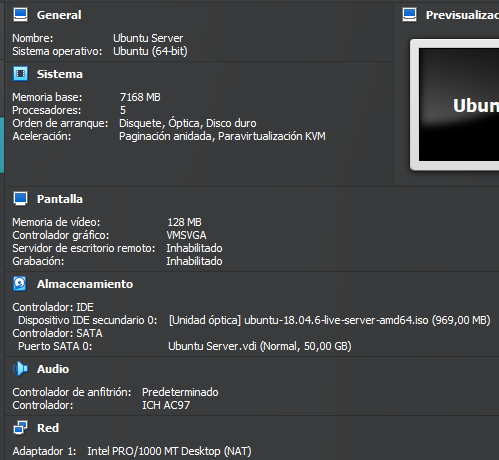 General
Nombre: Ubuntu Server
Sistema operativo: Ubuntu (64-bit)
Previsualizac
Ubun
Sistema
Memoria base: 7168 MB
Procesadores: 5
Orden de arranque: Disquete, Óptica, Disco duro
Aceleración: Paginación anidada, Paravirtualización KVM
Pantalla
Memoria de vídeo: 128 MB
Controlador gráfico: VMSVGA
Servidor de escritorio remoto: Inhabilitado
Grabación: Inhabilitado
Almacenamiento
Controlador: IDE
Dispositivo IDE secundario 0: [Unidad óptica] ubuntu-18.04.6-live-server-amd64.iso (969,00 MB)
Controlador: SATA
Puerto SATA 0: Ubuntu Server.vdi (Normal, 50,00 GB)
Audio
Controlador de anfitrión: Predeterminado
Controlador: ICH AC97
Red
Adaptador 1: Intel PRO/1000 MT Desktop (NAT)